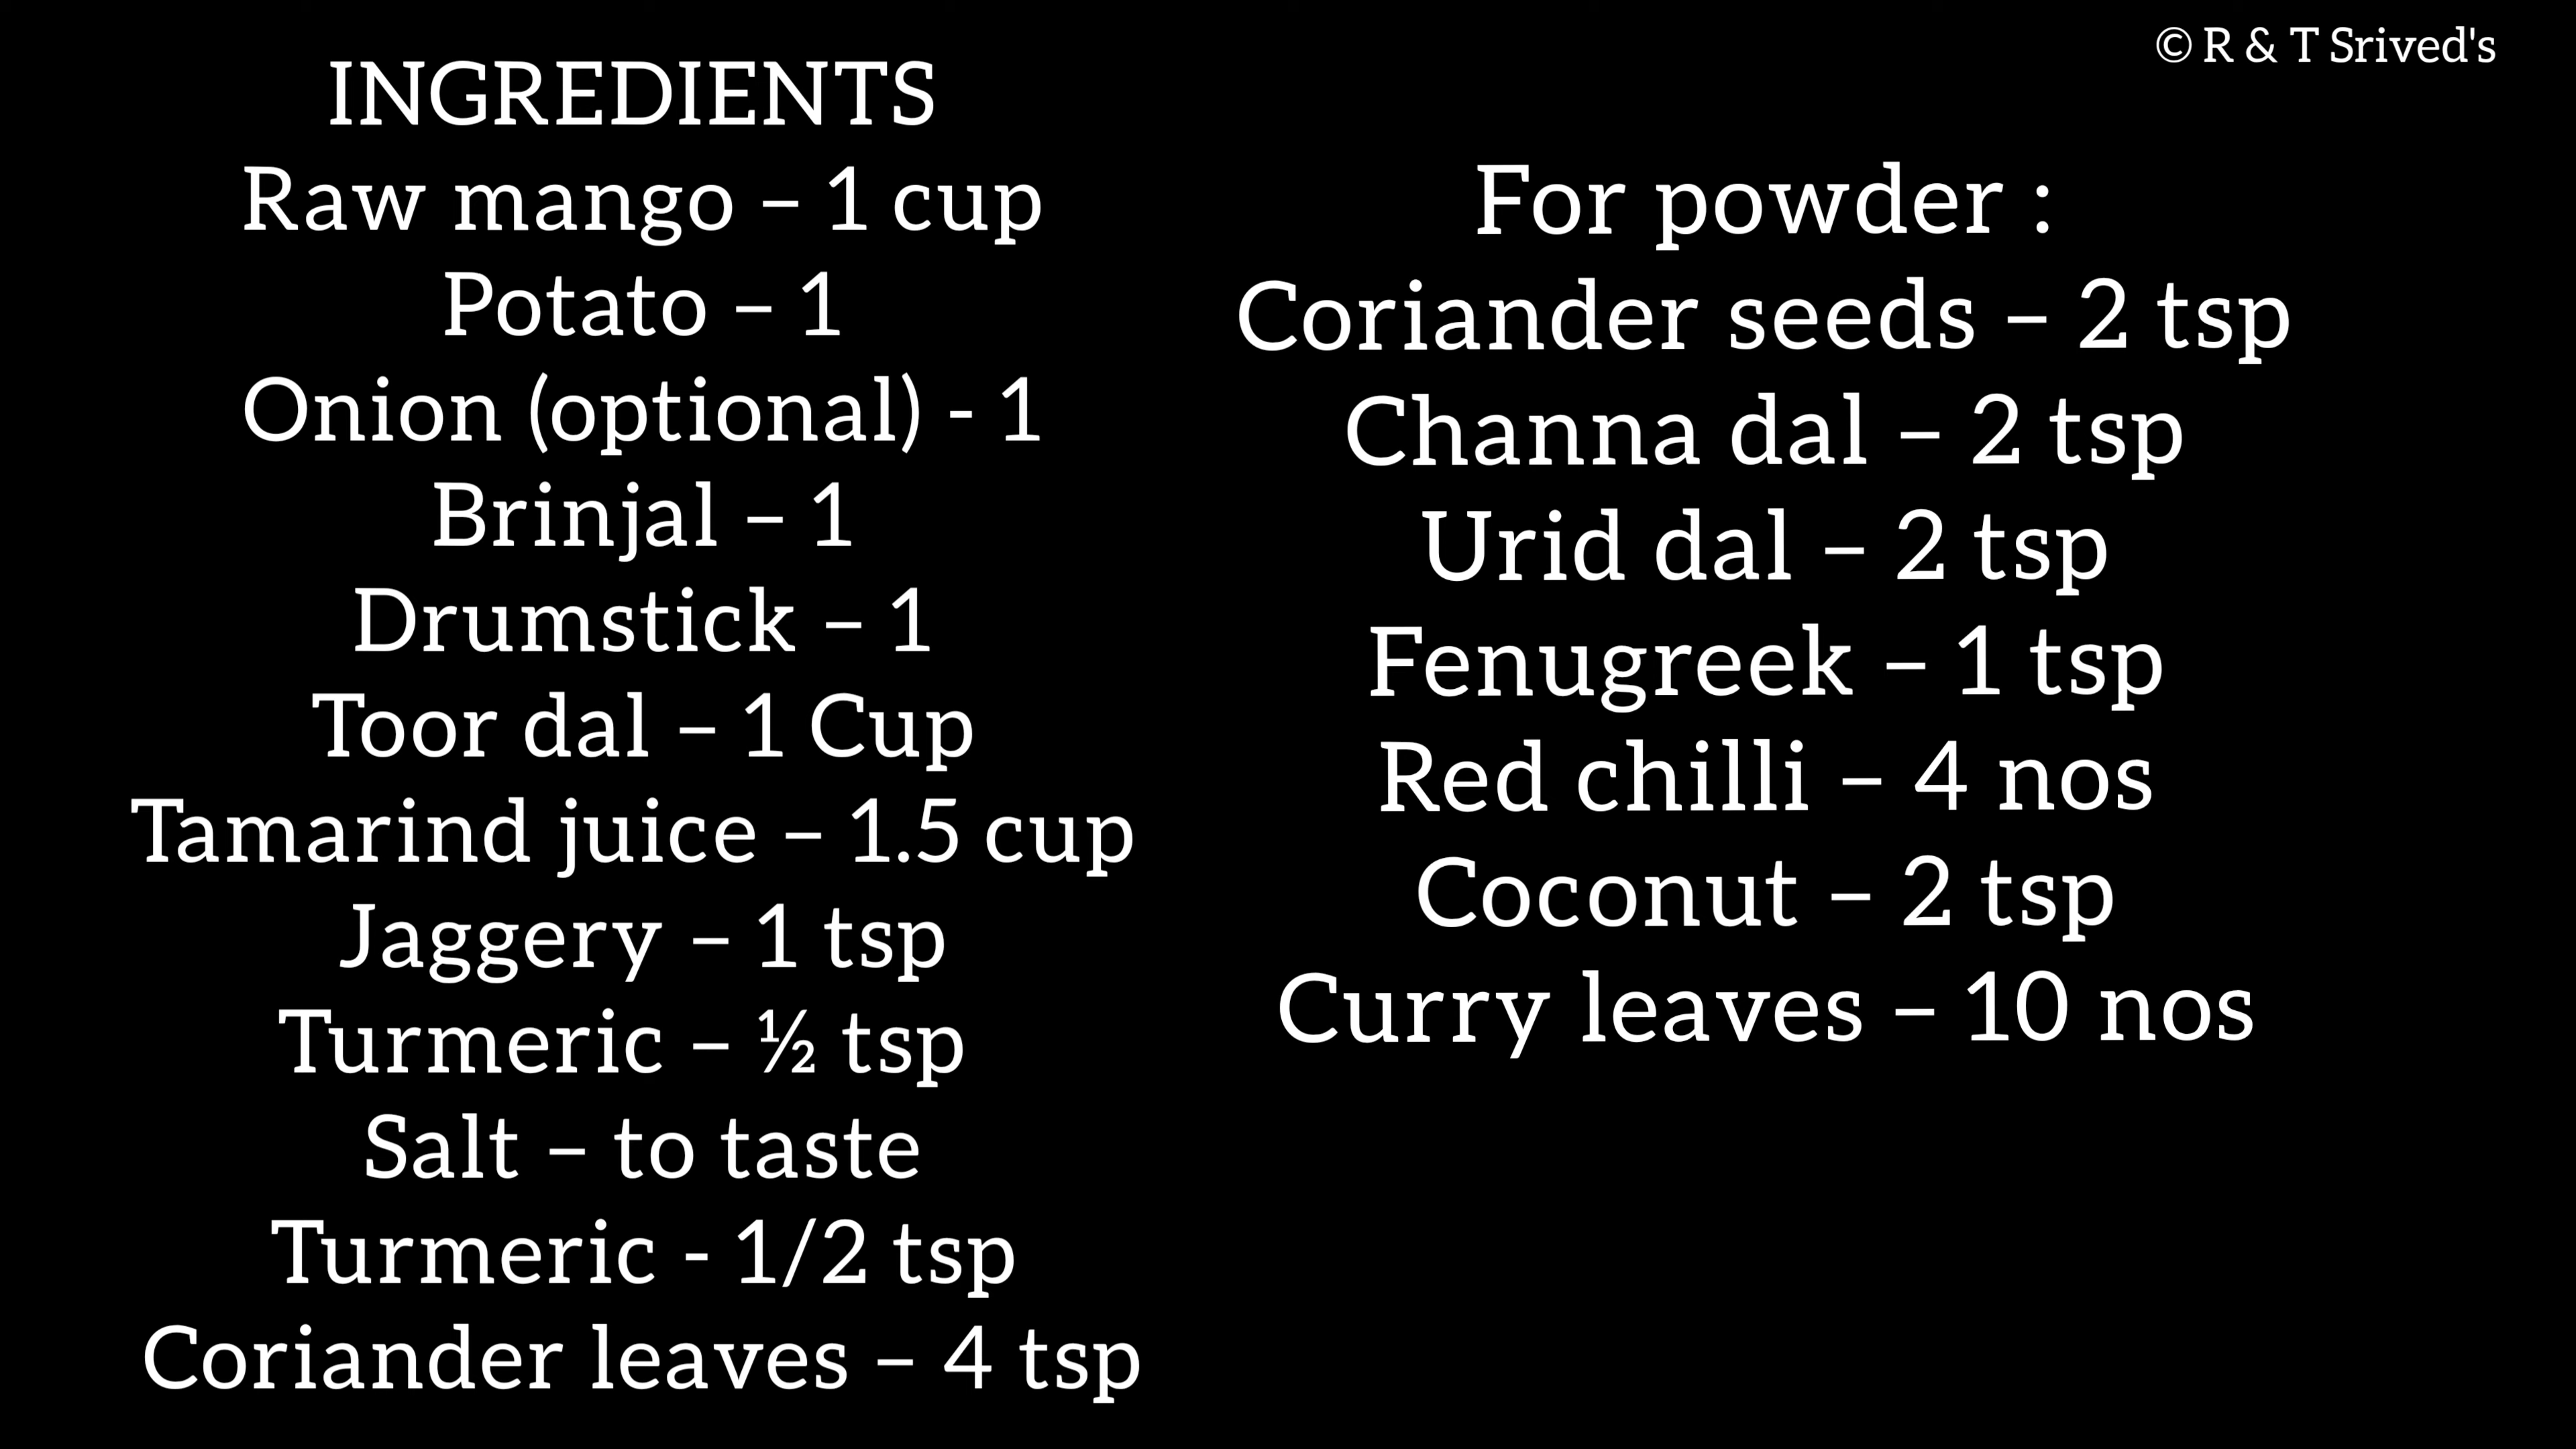 © R & T Srived's
INGREDIENTS
Raw mango – 1 cup
Potato – 1
Onion (optional) - 1
Brinjal – 1
Drumstick – 1
Toor dal – 1 Cup
Tamarind juice – 1.5 cup
Jaggery – 1 tsp
Turmeric – ½ tsp
Salt – to taste
Turmeric - 1/2 tsp
Coriander leaves – 4 tsp
For powder :
Coriander seeds – 2 tsp
Channa dal – 2 tsp
Urid dal – 2 tsp
Fenugreek – 1 tsp
Red chilli – 4 nos
Coconut – 2 tsp
Curry leaves – 10 nos